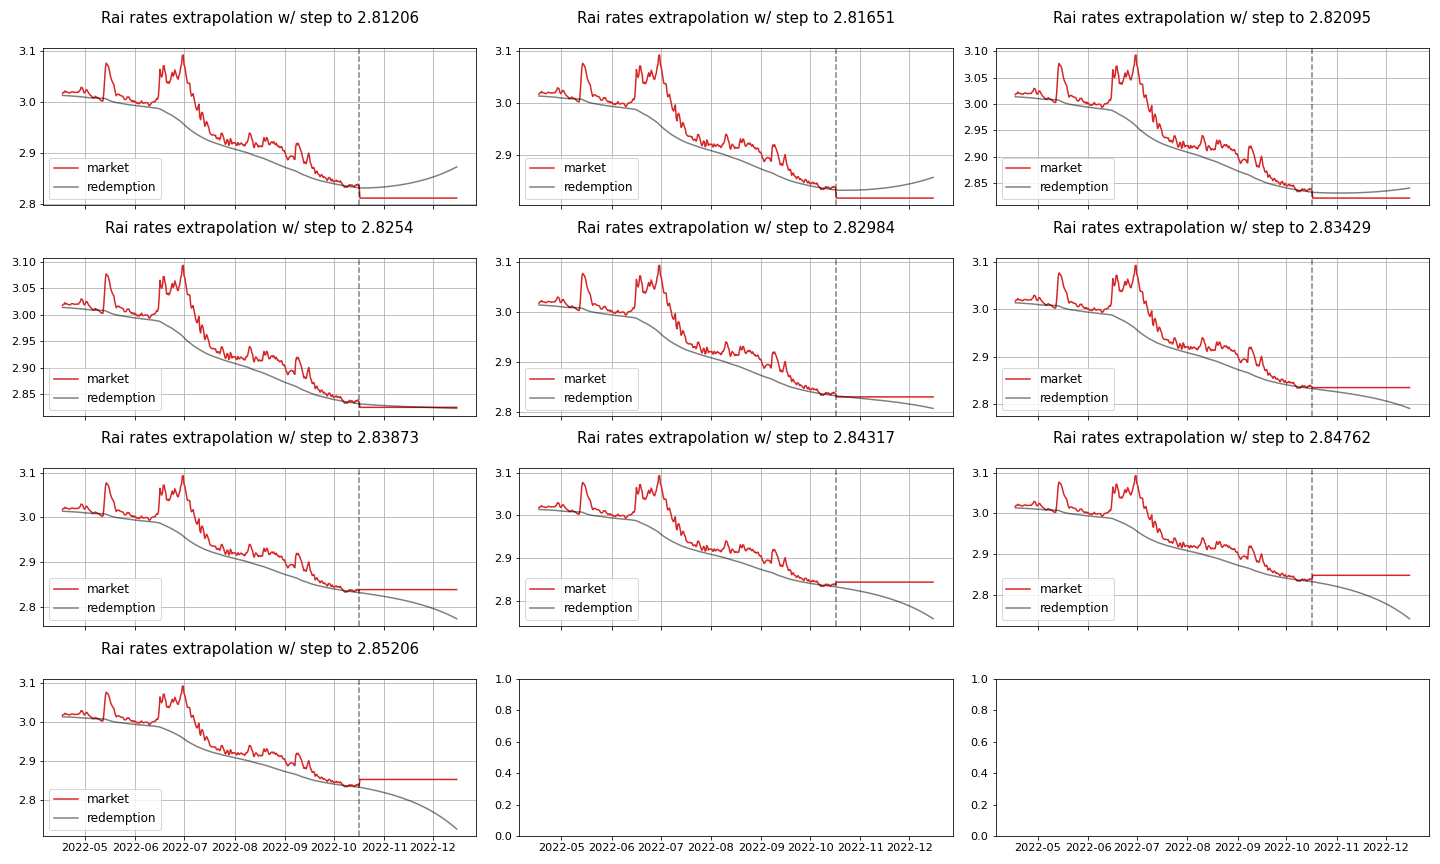 Rai rates extrapolation w/ step to 2.81206
3.1
3.0
2.9
2.8
market
redemption
Rai rates extrapolation w/ step to 2.81651
3.1
3.0
2.9
market
redemption
Rai rates extrapolation w/ step to 2.82095
3.10
3.05
3.00
2.95
2.90
2.85
market
redemption
Rai rates extrapolation w/ step to 2.8254
3.10
3.05
3.00
2.95
2.90
2.85
market
redemption
Rai rates extrapolation w/ step to 2.82984
3.1
3.0
2.9
2.8
market
redemption
Rai rates extrapolation w/ step to 2.83429
3.1
3.0
2.9
2.8
market
redemption
Rai rates extrapolation w/ step to 2.83873
3.1
3.0
2.9
2.8
market
redemption
Rai rates extrapolation w/ step to 2.84317
3.1
3.0
2.9
2.8
market
redemption
Rai rates extrapolation w/ step to 2.84762
3.1
3.0
2.9
2.8
market
redemption
Rai rates extrapolation w/ step to 2.85206
3.1
3.0
2.9
2.8
market
redemption
2022-05 2022-06 2022-07 2022-08 2022-09 2022-10 2022-11 2022-12
1.0
0.8
0.6
0.4
0.2
0.0
2022-05 2022-06 2022-07 2022-08 2022-09 2022-10 2022-11 2022-12
1.0
0.8
0.6
0.4
0.2
0.0
2022-05 2022-06 2022-07 2022-08 2022-09 2022-10 2022-11 2022-12